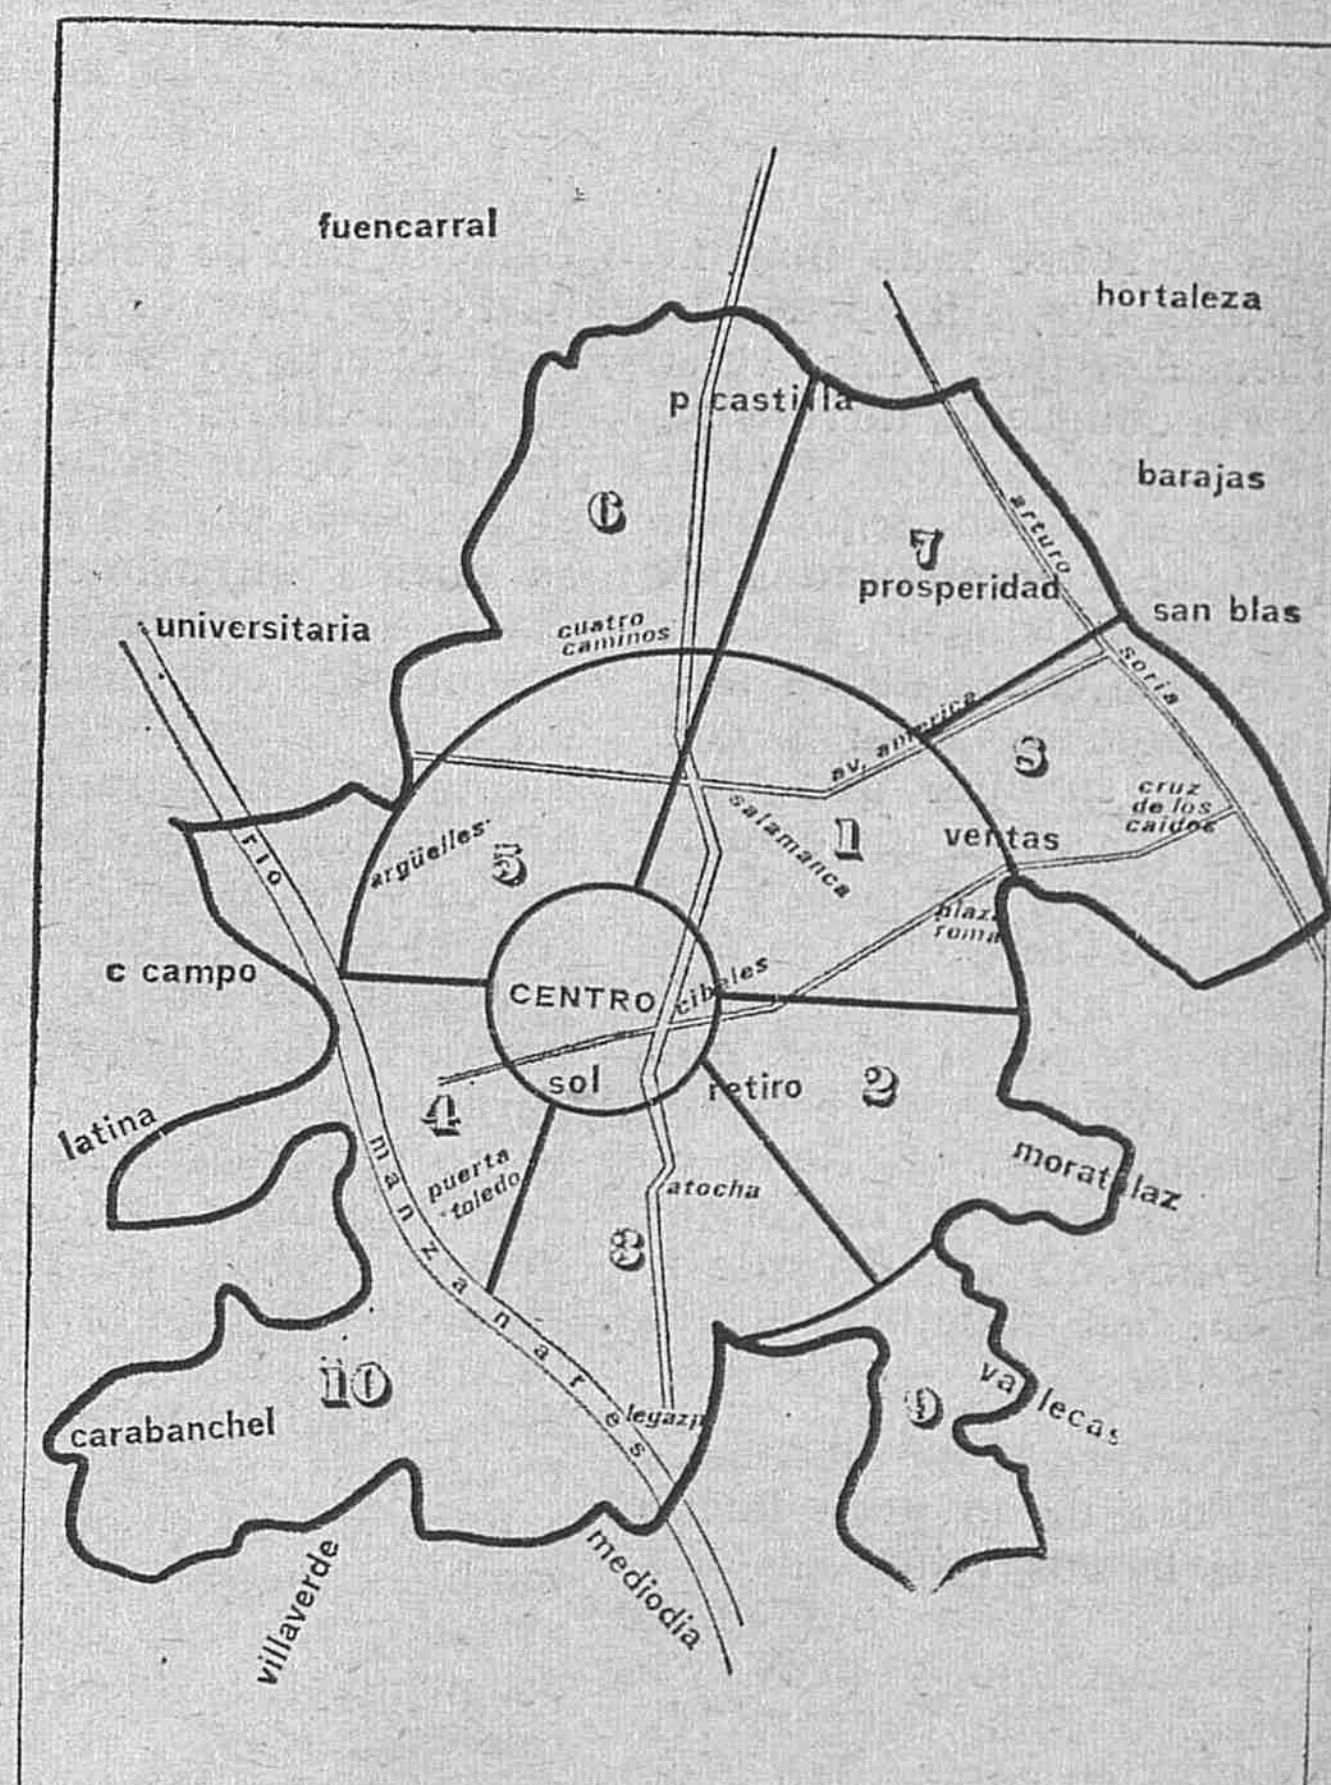 fuencarral
hortaleza
p castilla
barajas
6
arturo
7
prosperidad
universitaria
cuatro
caminos
san blas
soria
av. america
3
cruz
de los
caidos
salamanca
1
ventas
argüelles
5
rio
plaza
roma
c campo
CENTRO
cibeles
sol
retiro
2
4
latina
manzanares
puerta
toledo
moratalaz
atocha
8
10
carabanchel
legazpi
9
vallecas
villaverde
mediodia